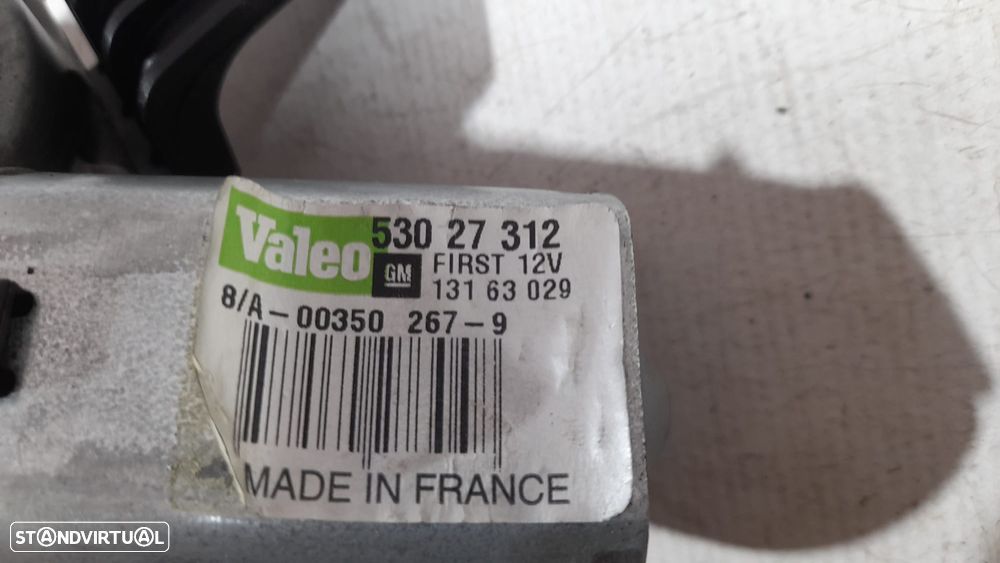 Valeo 530 27 312
GM FIRST 12V
131 63 029
8/A-00350 267-9
MADE IN FRANCE
STANDVIRTUAL